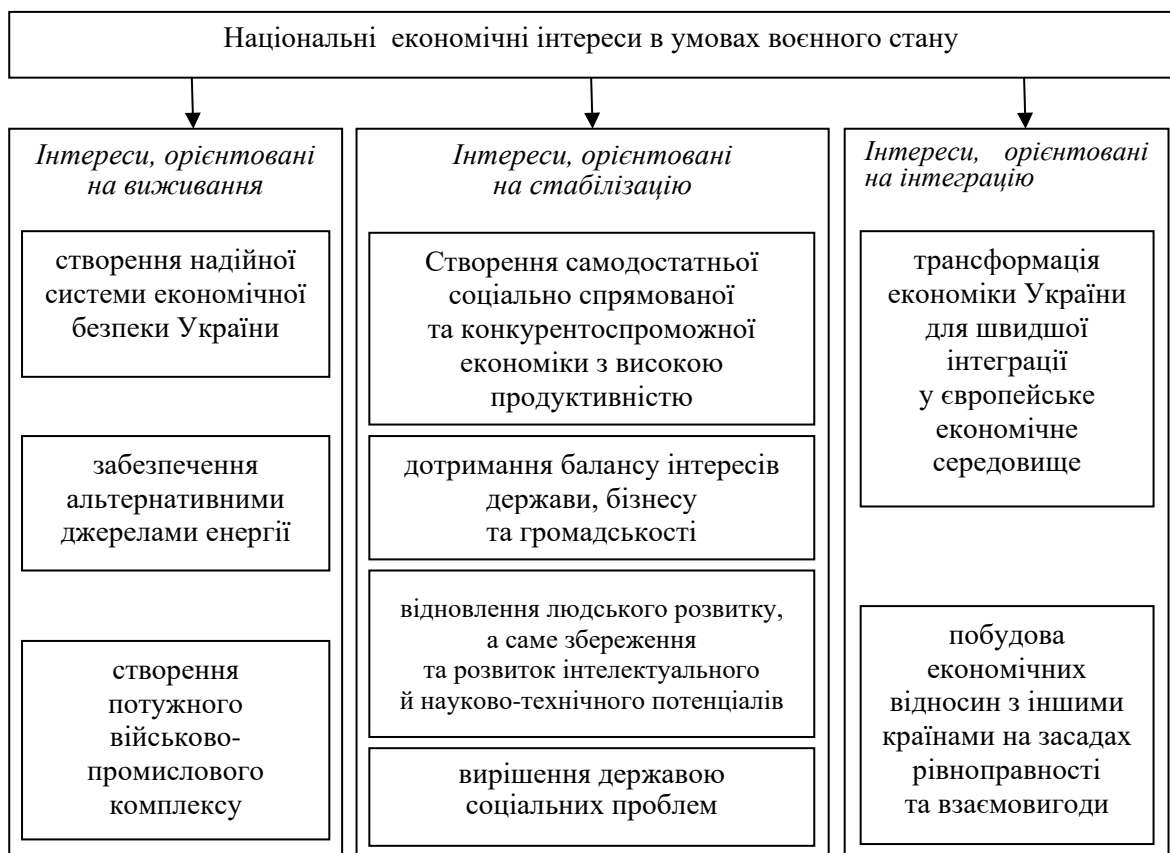 Національні економічні інтереси в умовах воєнного стану
Інтереси, орієнтовані
на виживання
створення надійної
системи економічної
безпеки України
забезпечення
альтернативними
джерелами енергії
створення
потужного
військово-
промислового
комплексу
Інтереси, орієнтовані
на стабілізацію
Створення самодостатньої
соціально спрямованої
та конкурентоспроможної
економіки з високою
продуктивністю
дотримання балансу інтересів
держави, бізнесу
та громадськості
відновлення людського розвитку,
а саме збереження
та розвиток інтелектуального
й науково-технічного потенціалів
вирішення державою
соціальних проблем
Інтереси, орієнтовані
на інтеграцію
трансформація
економіки України
для швидшої
інтеграції
у європейське
економічне
середовище
побудова
економічних
відносин з іншими
країнами на засадах
рівноправності
та взаємовигоди